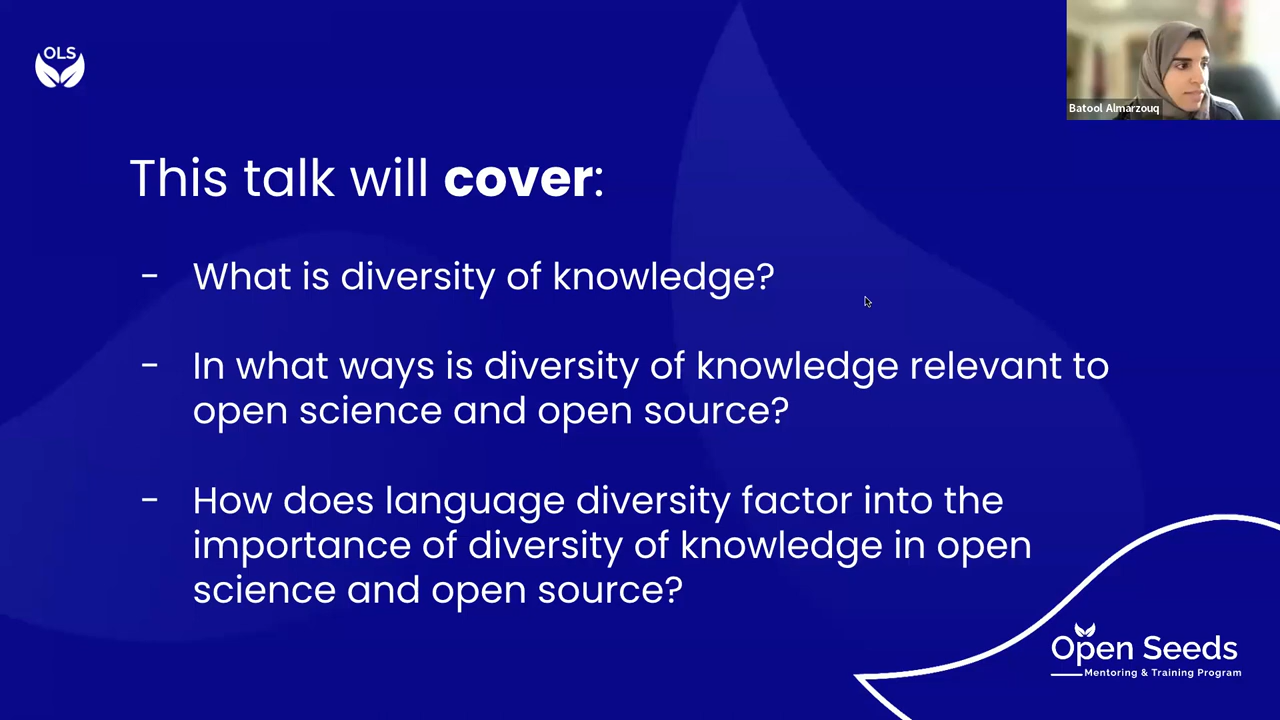 OLS
Batool Almarzouq
This talk will cover:
- What is diversity of knowledge?
- In what ways is diversity of knowledge relevant to
open science and open source?
- How does language diversity factor into the
importance of diversity of knowledge in open
science and open source?
Open Seeds
Mentoring & Training Program